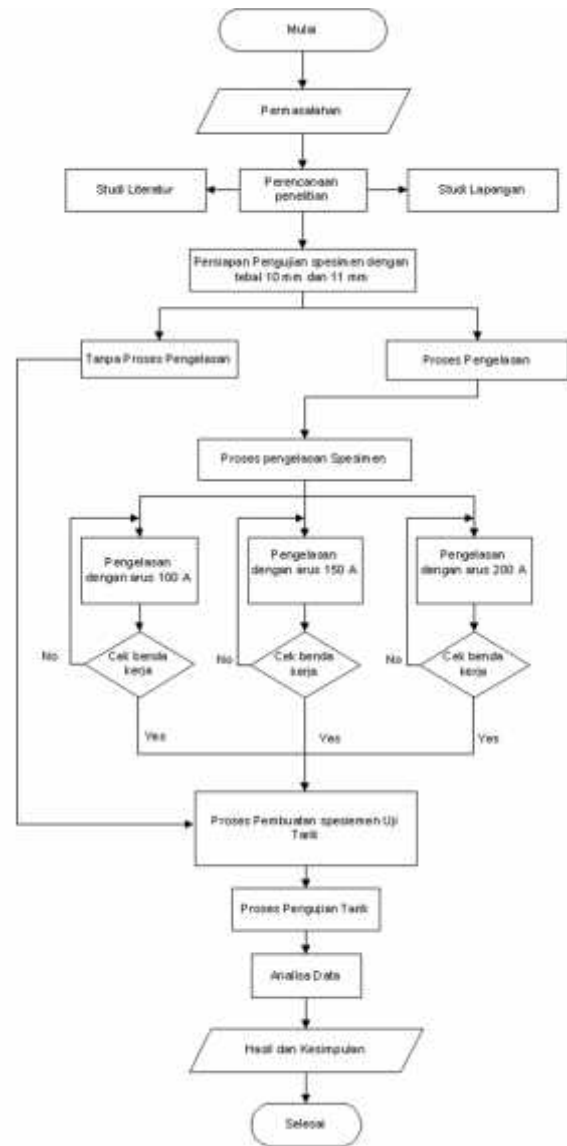 Mulai
Permasalahan
Studi Literatur
Perencanaan
penelitian
Studi Lapangan
Persiapan Pengujian spesimen dengan
tebal 10 mm dan 11 mm
Tanpa Proses Pengelasan
Proses Pengelasan
Proses pengelasan Spesimen
Pengelasan
dengan arus 100 A
Pengelasan
dengan arus 150 A
Pengelasan
dengan arus 200 A
No
Cek benda
kerja
No
Cek benda
kerja
No
Cek benda
kerja
Yes
Yes
Yes
Proses Pembuatan spesiemen Uji
Tarik
Proses Pengujian Tarik
Analisa Data
Hasil dan Kesimpulan
Selesai